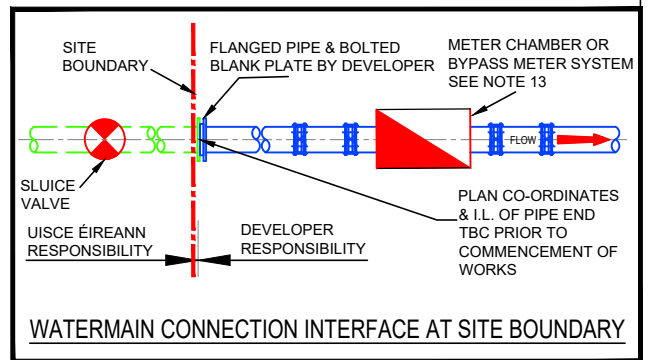 SITE
BOUNDARY
FLANGED PIPE & BOLTED
BLANK PLATE BY DEVELOPER
METER CHAMBER OR
BYPASS METER SYSTEM
SEE NOTE 13
FLOW
SLUICE
VALVE
PLAN CO-ORDINATES
& I.L. OF PIPE END
TBC PRIOR TO
COMMENCEMENT OF
WORKS
UISCE ÉIREANN
RESPONSIBILITY
DEVELOPER
RESPONSIBILITY
WATERMAIN CONNECTION INTERFACE AT SITE BOUNDARY